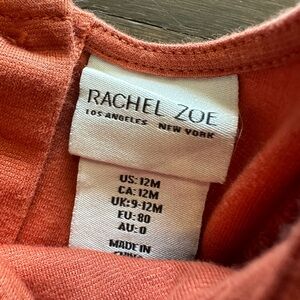 RACHEL ZOE
LOS ANGELES NEW YORK
US: 12M
CA: 12M
UK: 9-12M
EU: 80
AU: 0
MADE IN